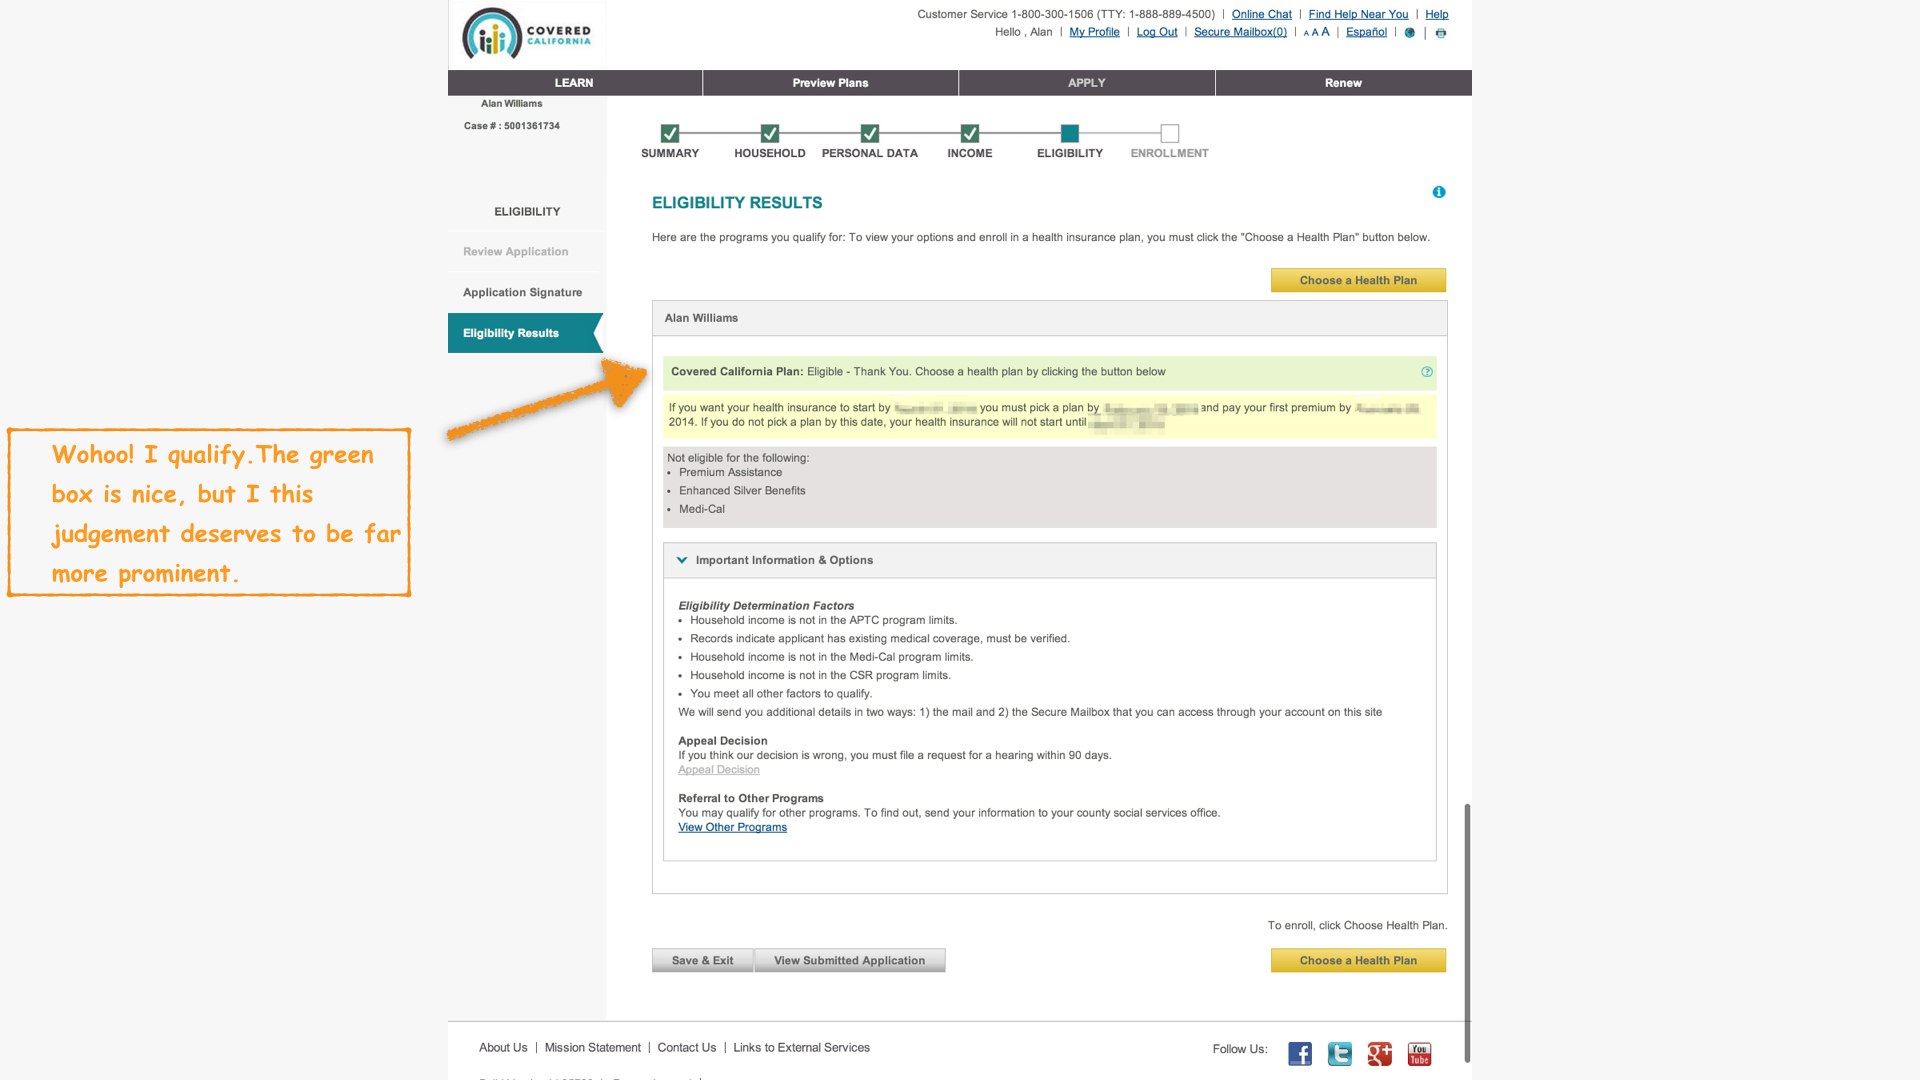 COVERED
CALIFORNIA
Customer Service 1-800-300-1506 (TTY: 1-888-889-4500) | Online Chat | Find Help Near You | Help
Hello , Alan | My Profile | Log Out | Secure Mailbox(0) | A A A | Español |
LEARN Preview Plans APPLY Renew
Alan Williams
Case # : 5001361734
SUMMARY HOUSEHOLD PERSONAL DATA INCOME ELIGIBILITY ENROLLMENT
ELIGIBILITY
Review Application
Application Signature
Eligibility Results
Wohoo! I qualify.The green
box is nice, but I this
judgement deserves to be far
more prominent.
ELIGIBILITY RESULTS
Here are the programs you qualify for: To view your options and enroll in a health insurance plan, you must click the "Choose a Health Plan" button below.
Choose a Health Plan
Alan Williams
Covered California Plan: Eligible - Thank You. Choose a health plan by clicking the button below
If you want your health insurance to start by you must pick a plan by and pay your first premium by
2014. If you do not pick a plan by this date, your health insurance will not start until
Not eligible for the following:
• Premium Assistance
• Enhanced Silver Benefits
• Medi-Cal
Important Information & Options
Eligibility Determination Factors
• Household income is not in the APTC program limits.
• Records indicate applicant has existing medical coverage, must be verified.
• Household income is not in the Medi-Cal program limits.
• Household income is not in the CSR program limits.
• You meet all other factors to qualify.
We will send you additional details in two ways: 1) the mail and 2) the Secure Mailbox that you can access through your account on this site
Appeal Decision
If you think our decision is wrong, you must file a request for a hearing within 90 days.
Appeal Decision
Referral to Other Programs
You may qualify for other programs. To find out, send your information to your county social services office.
View Other Programs
To enroll, click Choose Health Plan.
Save & Exit View Submitted Application Choose a Health Plan
About Us | Mission Statement | Contact Us | Links to External Services
Follow Us: f t g+ You Tube